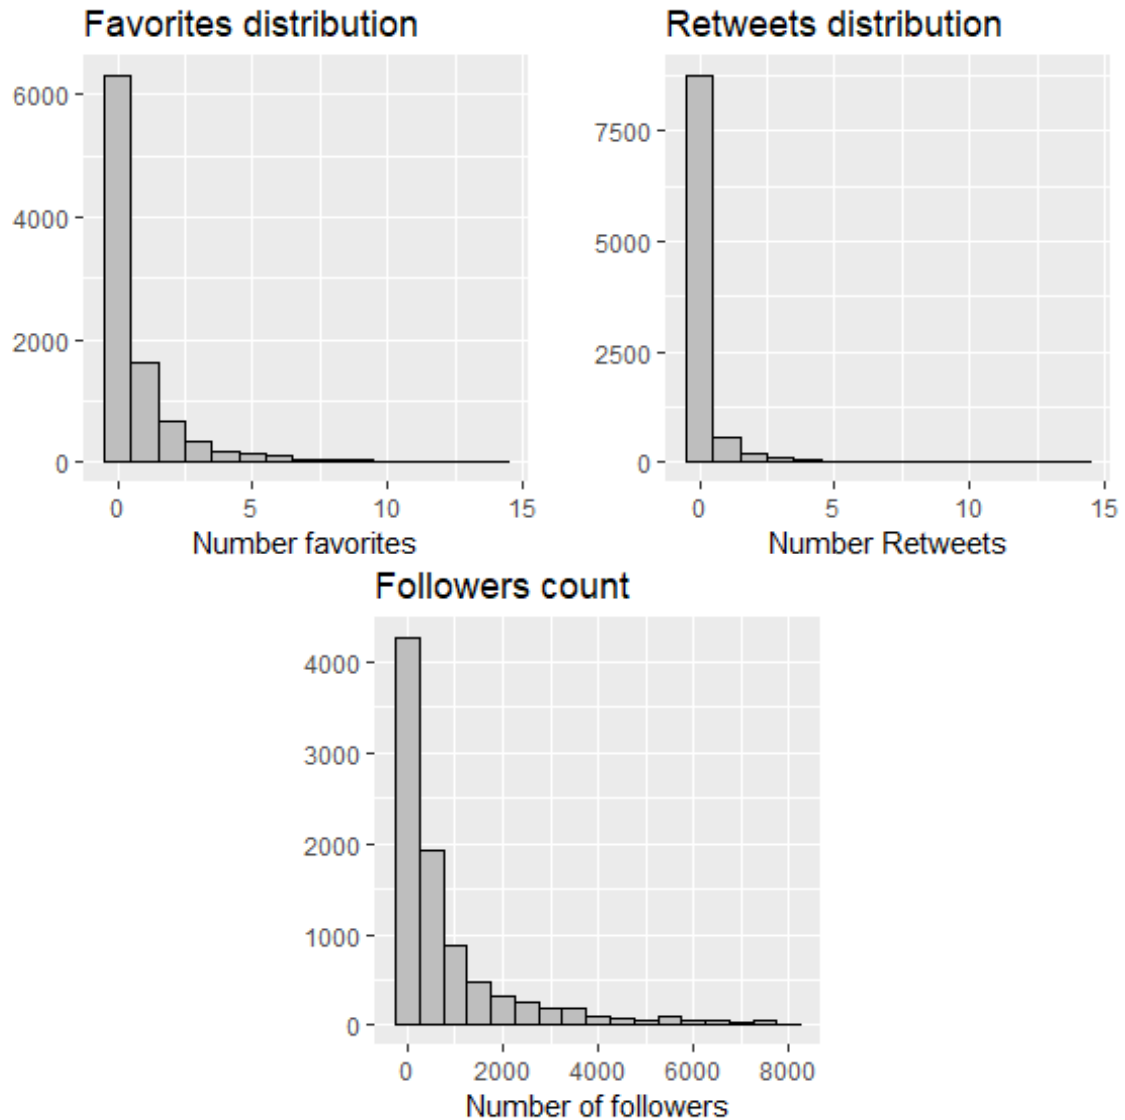 Favorites distribution
6000
4000
2000
0
0 5 10 15
Number favorites
Retweets distribution
7500
5000
2500
0
0 5 10 15
Number Retweets
Followers count
4000
3000
2000
1000
0
0 2000 4000 6000 8000
Number of followers